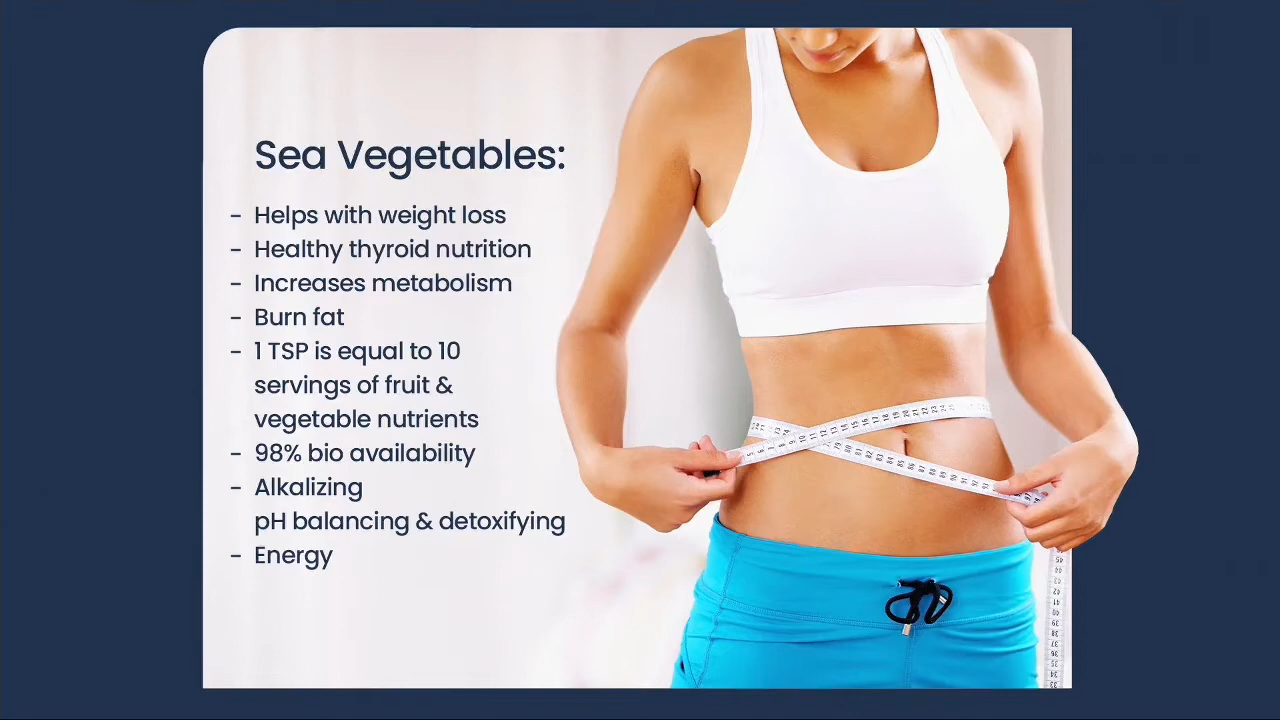 Sea Vegetables:
- Helps with weight loss
- Healthy thyroid nutrition
- Increases metabolism
- Burn fat
- 1 TSP is equal to 10
servings of fruit &
vegetable nutrients
- 98% bio availability
- Alkalizing
pH balancing & detoxifying
- Energy